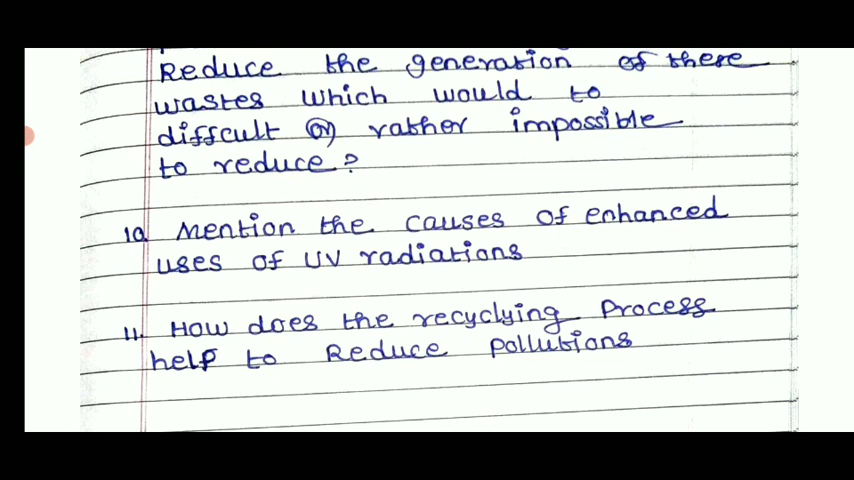 Reduce the generation of these
wastes which would to
difficult (or) rather impossible
to reduce?
10. Mention the causes of enhanced
uses of UV radiations
11. How does the recyclying Process
help to Reduce pollutions